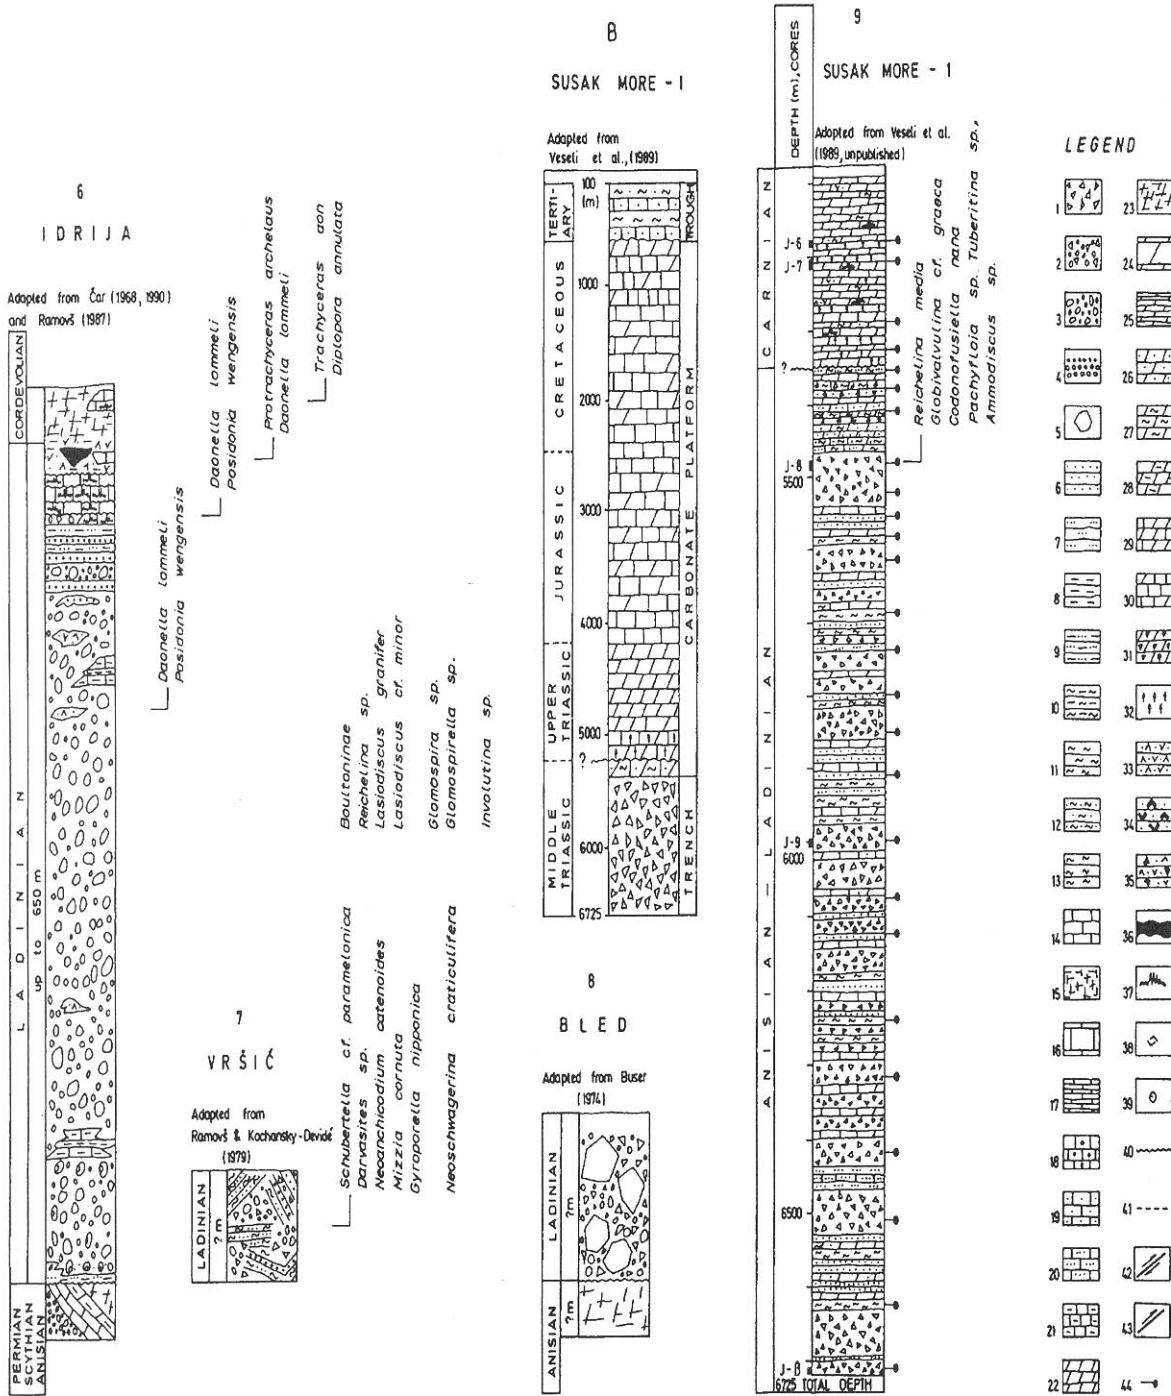 6
IDRIJA
Adapted from Čar (1968, 1990)
and Ramovš (1987)
CORDEVOLIAN
LADINIAN
up to 650 m
PERMIAN
SCYTHIAN
ANISIAN
Daonella lommeli
Posidonia wengensis
Daonella lommeli
Posidonia wengensis
Protrachyceras archelaus
Daonella lommeli
Trachyceras aon
Diplopora annulata
7
VRŠIĆ
Adapted from
Ramovš & Kochansky-Devidé
(1979)
LADINIAN
? m
Schubertella cf. paramelonica
Darvasites sp.
Neoanchicodium catenoides
Mizzia cornuta
Gyroporella nipponica
Neoschwagerina craticulifera
Boultoninae
Reichelina sp.
Lasiodiscus granifer
Lasiodiscus cf. minor
Glomospira sp.
Glomospirella sp.
Involutina sp.
B
SUSAK MORE - 1
Adapted from
Veseli et al., (1989)
TERTI-
ARY
CRETACEOUS
JURASSIC
UPPER
TRIASSIC
?
MIDDLE
TRIASSIC
100
(m)
1000
2000
3000
4000
5000
6000
6725
TROUGH
CARBONATE PLATFORM
TRENCH
8
BLED
Adapted from Buser
(1974)
LADINIAN
? m
ANISIAN
? m
9
SUSAK MORE - 1
DEPTH (m), CORES
Adapted from Veseli et al.
(1989, unpublished)
CARNIAN
J-6
J-7
?
ANISIAN - LADINIAN
J-8
5500
J-9
6000
6500
J-8
6725 TOTAL DEPTH
Reichelina media
Globivalvulina cf. graeca
Codonofusiella nana
Pachyfloia sp., Tuberitina sp.,
Ammodiscus sp.
LEGEND
1
2
3
4
5
6
7
8
9
10
11
12
13
14
15
16
17
18
19
20
21
22
23
24
25
26
27
28
29
30
31
32
33
34
35
36
37
38
39
40
41
42
43
44